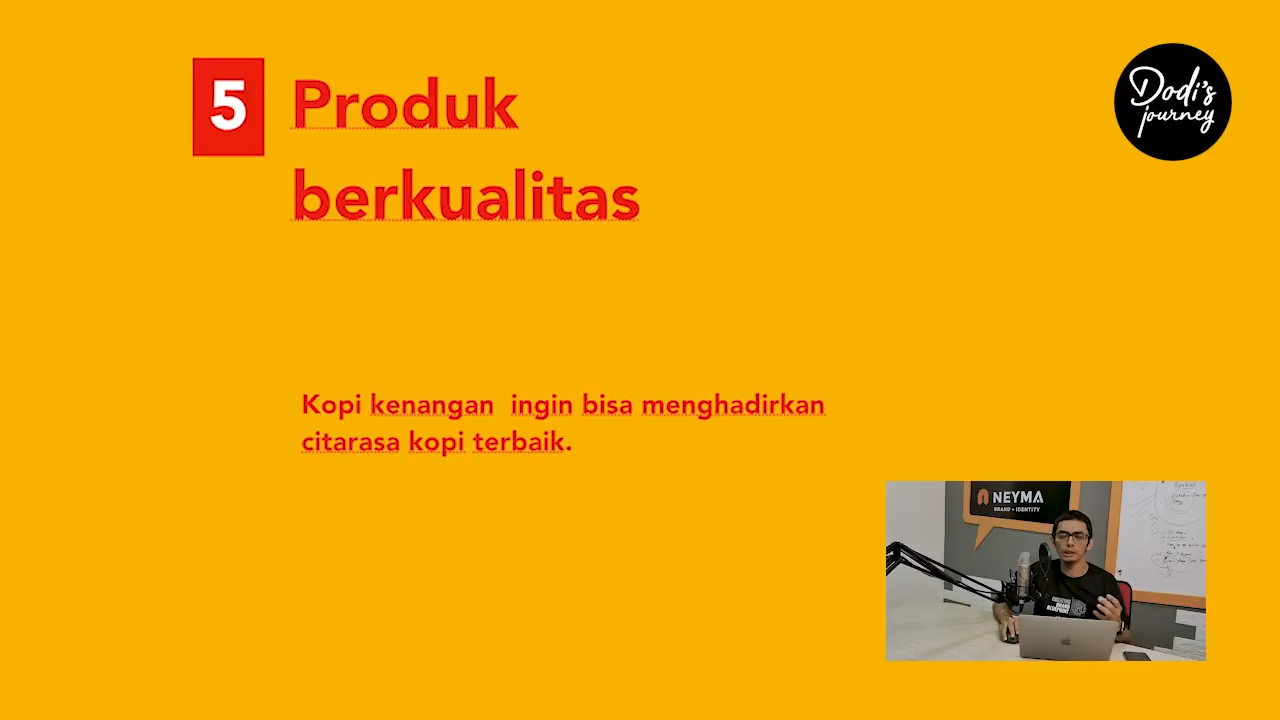 5 Produk
berkualitas
Dodi's
journey
Kopi kenangan  ingin bisa menghadirkan
citarasa kopi terbaik.
NEYMA
BRAND + IDENTITY